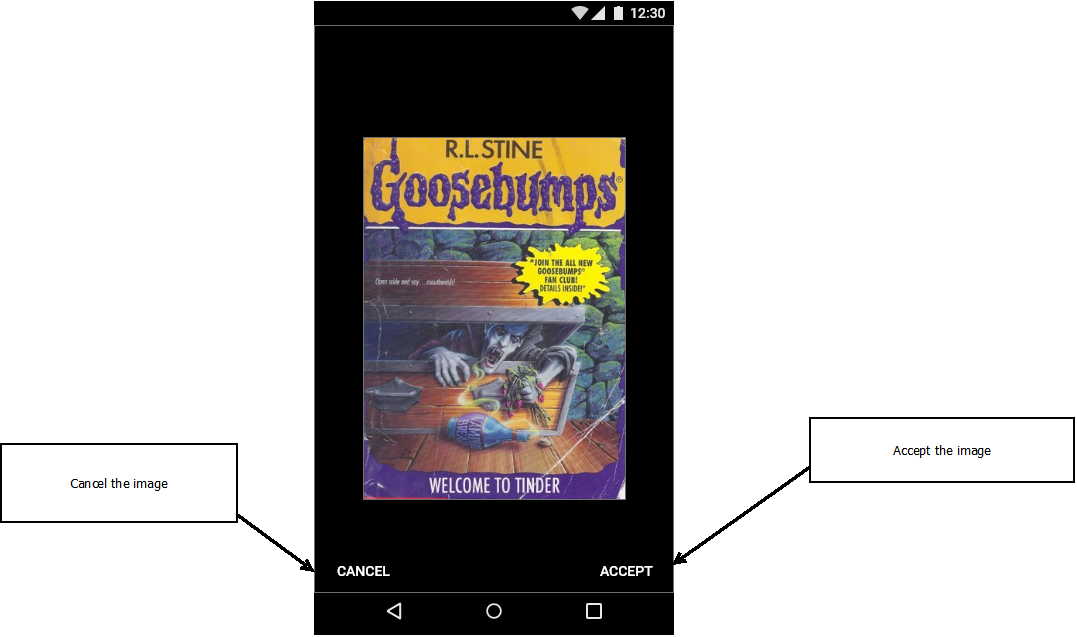 12:30
R.L. STINE
Goosebumps®
"JOIN THE ALL NEW
GOOSEBUMPS®
FAN CLUB!
DETAILS INSIDE!"
Open wide and say ...mouthwash!
VAMPIRE
WELCOME TO TINDER
Cancel the image
Accept the image
CANCEL
ACCEPT